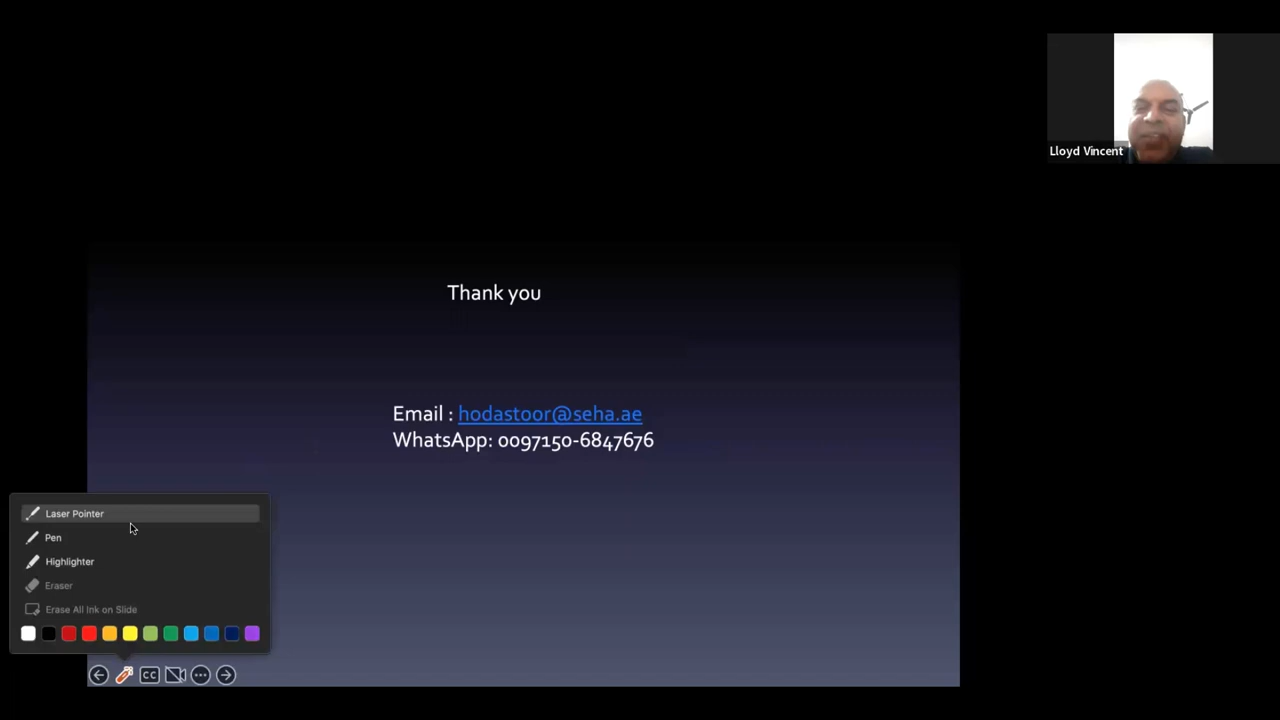 Lloyd Vincent
Thank you
Email : hodastoor@seha.ae
WhatsApp: 0097150-6847676
Laser Pointer
Pen
Highlighter
Eraser
Erase All Ink on Slide
CC